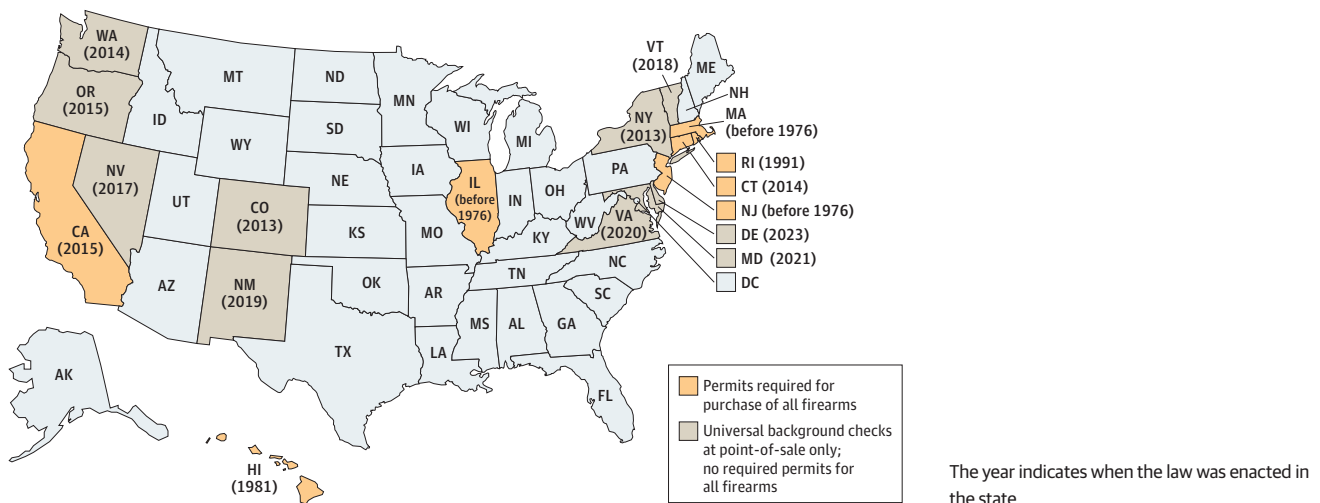 WA
(2014)
OR
(2015)
CA
(2015)
NV
(2017)
ID
MT
WY
UT
CO
(2013)
AZ
NM
(2019)
ND
SD
NE
KS
OK
TX
MN
IA
MO
AR
LA
WI
IL
(before
1976)
MI
IN
OH
KY
TN
MS
AL
GA
FL
SC
NC
VA
(2020)
WV
PA
NY
(2013)
VT
(2018)
ME
NH
MA
(before 1976)
RI (1991)
CT (2014)
NJ (before 1976)
DE (2023)
MD (2021)
DC
AK
HI
(1981)
Permits required for
purchase of all firearms
Universal background checks
at point-of-sale only;
no required permits for
all firearms
The year indicates when the law was enacted in
the state